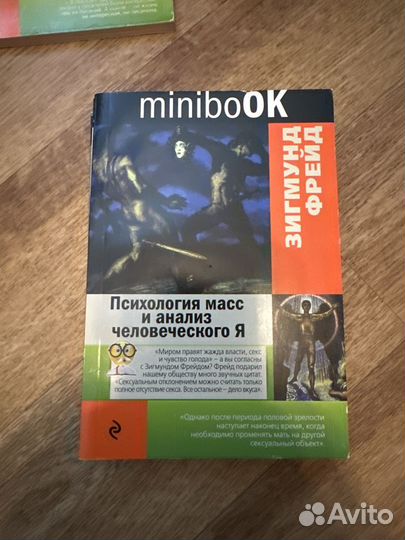 minibooOK
ЗИГМУНД
ФРЕЙД
Психология масс
и анализ
человеческого Я
«Миром правят жажда власти, секс
и чувство голода» – а вы согласны
с Зигмундом Фрейдом? Фрейд подарил
нашему обществу много звучных цитат.
«Сексуальным отклонением можно считать только
полное отсутствие секса. Все остальное – дело вкуса».
«Однако после периода половой зрелости
наступает наконец время, когда
необходимо променять мать на другой
сексуальный объект».
Avito